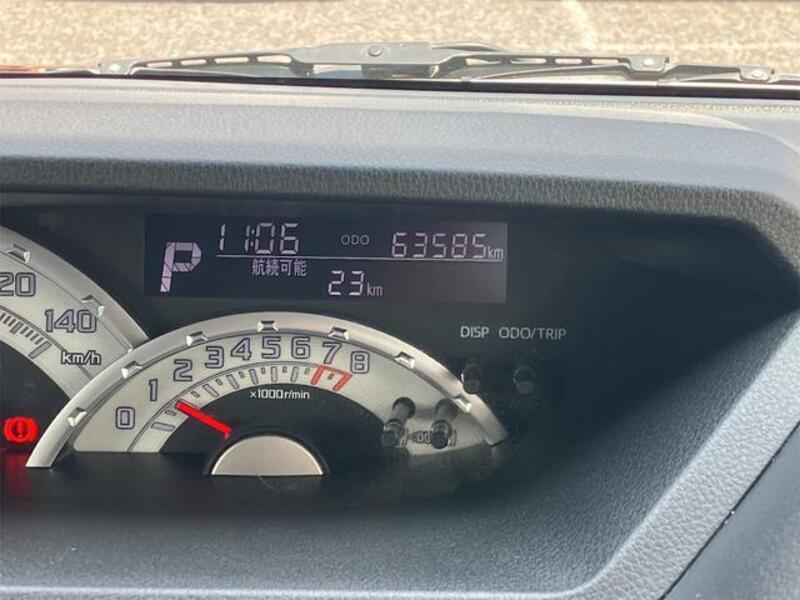 P 11:06 ODO 63585km
航続可能
23km
DISP ODO/TRIP
20 140
km/h
0 1 2 3 4 5 6 7 8
×1000r/min